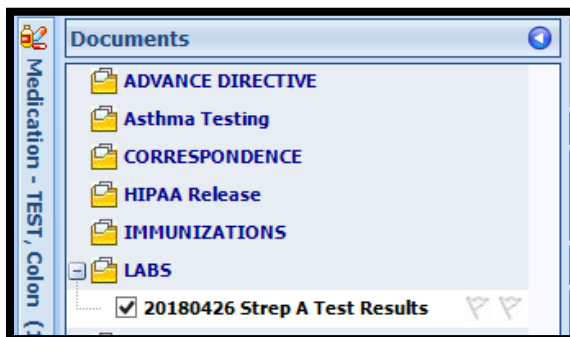 Medication - TEST, Colon (
Documents
ADVANCE DIRECTIVE
Asthma Testing
CORRESPONDENCE
HIPAA Release
IMMUNIZATIONS
LABS
20180426 Strep A Test Results